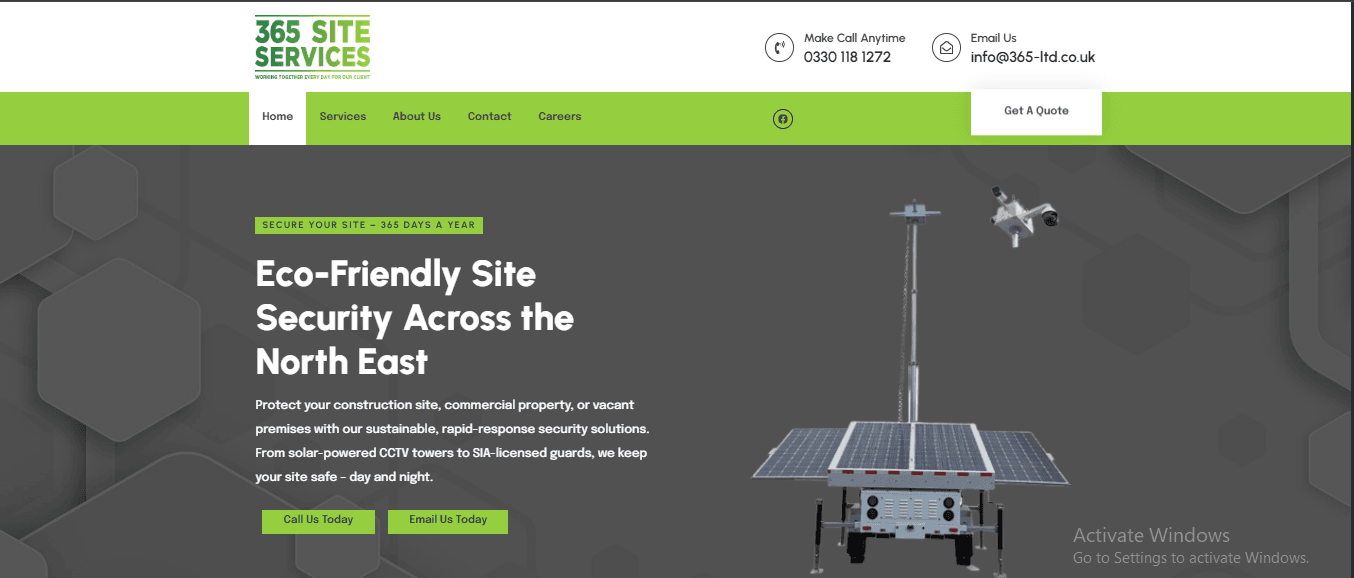 365 SITE
SERVICES
WORKING TOGETHER EVERY DAY FOR OUR CLIENT
Make Call Anytime
0330 118 1272
Email Us
info@365-ltd.co.uk
Home
Services
About Us
Contact
Careers
Get A Quote
SECURE YOUR SITE – 365 DAYS A YEAR
Eco-Friendly Site
Security Across the
North East
Protect your construction site, commercial property, or vacant
premises with our sustainable, rapid-response security solutions.
From solar-powered CCTV towers to SIA-licensed guards, we keep
your site safe – day and night.
Call Us Today
Email Us Today
Activate Windows
Go to Settings to activate Windows.